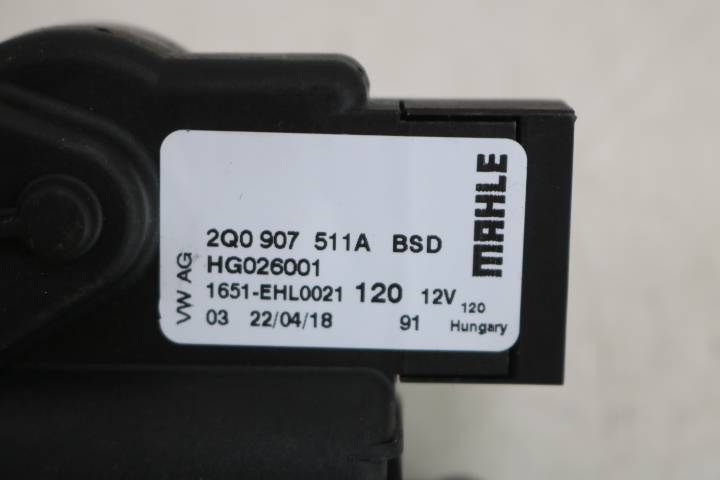 2Q0 907 511A BSD
HG026001
1651-EHL0021 120 12V 120
03 22/04/18 91 Hungary
VW AG
MAHLE